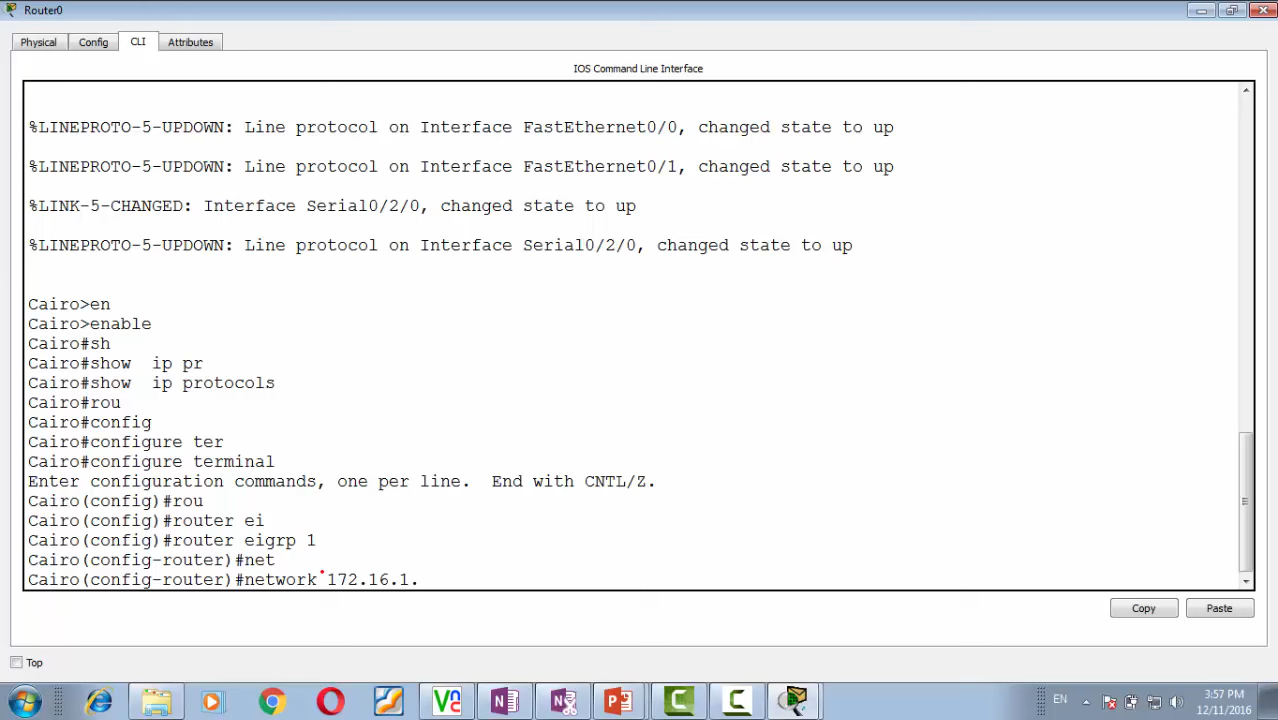 Router0
Physical Config CLI Attributes
IOS Command Line Interface
%LINEPROTO-5-UPDOWN: Line protocol on Interface FastEthernet0/0, changed state to up
%LINEPROTO-5-UPDOWN: Line protocol on Interface FastEthernet0/1, changed state to up
%LINK-5-CHANGED: Interface Serial0/2/0, changed state to up
%LINEPROTO-5-UPDOWN: Line protocol on Interface Serial0/2/0, changed state to up
Cairo>en
Cairo>enable
Cairo#sh
Cairo#show  ip pr
Cairo#show  ip protocols
Cairo#rou
Cairo#config
Cairo#configure ter
Cairo#configure terminal
Enter configuration commands, one per line.  End with CNTL/Z.
Cairo(config)#rou
Cairo(config)#router ei
Cairo(config)#router eigrp 1
Cairo(config-router)#net
Cairo(config-router)#network 172.16.1.
Copy Paste
Top
EN 3:57 PM
12/11/2016